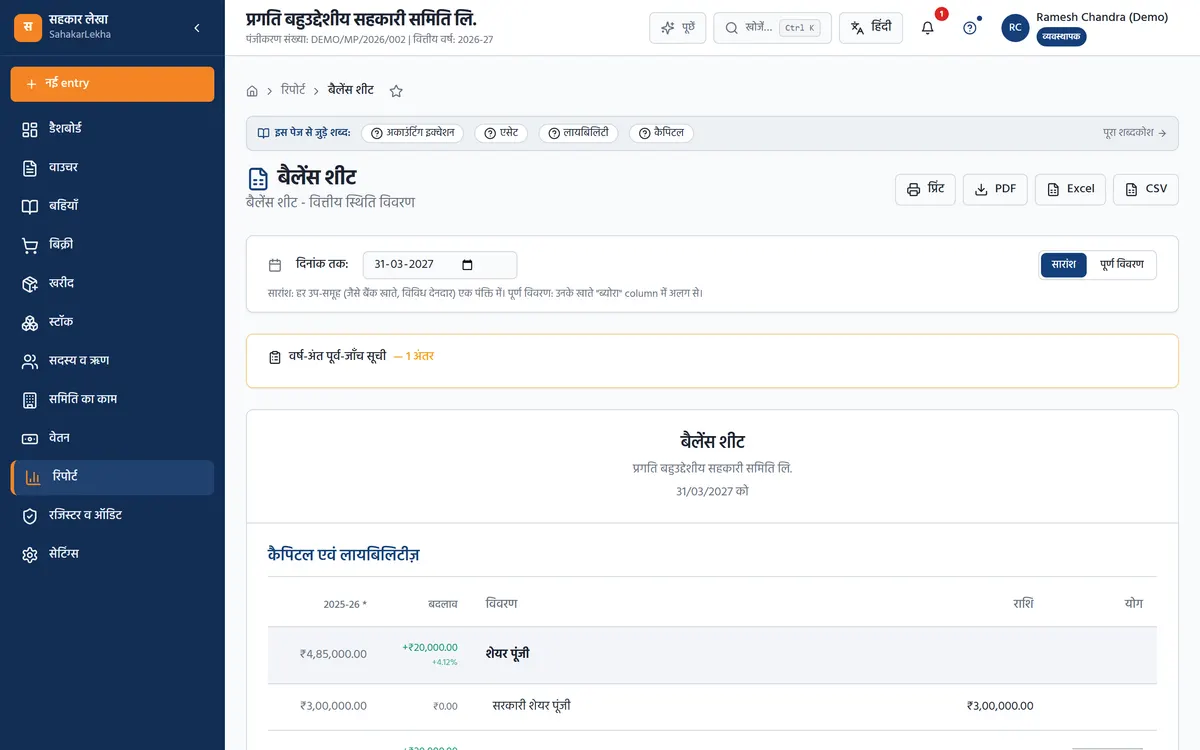 स
सहकार लेखा
SahakarLekha
नई entry
डैशबोर्ड
वाउचर
बहियाँ
बिक्री
खरीद
स्टॉक
सदस्य व ऋण
समिति का काम
वेतन
रिपोर्ट
रजिस्टर व ऑडिट
सेटिंग्स
प्रगति बहुउद्देशीय सहकारी समिति लि.
पंजीकरण संख्या: DEMO/MP/2026/002 | वित्तीय वर्ष: 2026-27
पूछें
खोजें... Ctrl K
हिंदी
1
RC
Ramesh Chandra (Demo)
व्यवस्थापक
रिपोर्ट > बैलेंस शीट
इस पेज से जुड़े शब्द: अकाउंटिंग इक्वेशन एसेट लायबिलिटी कैपिटल पूरा शब्दकोश →
बैलेंस शीट
बैलेंस शीट - वित्तीय स्थिति विवरण
प्रिंट PDF Excel CSV
दिनांक तक: 31-03-2027 सारांश पूर्ण विवरण
सारांश: हर उप-समूह (जैसे बैंक खाते, विविध देनदार) एक पंक्ति में। पूर्ण विवरण: उनके खाते "ब्योरा" column में अलग से।
वर्ष-अंत पूर्व-जाँच सूची — 1 अंतर
बैलेंस शीट
प्रगति बहुउद्देशीय सहकारी समिति लि.
31/03/2027 को
कैपिटल एवं लायबिलिटीज़
2025-26 * बदलाव विवरण राशि योग
₹4,85,000.00 +₹20,000.00 शेयर पूंजी
+4.12%
₹3,00,000.00 ₹0.00 सरकारी शेयर पूंजी ₹3,00,000.00